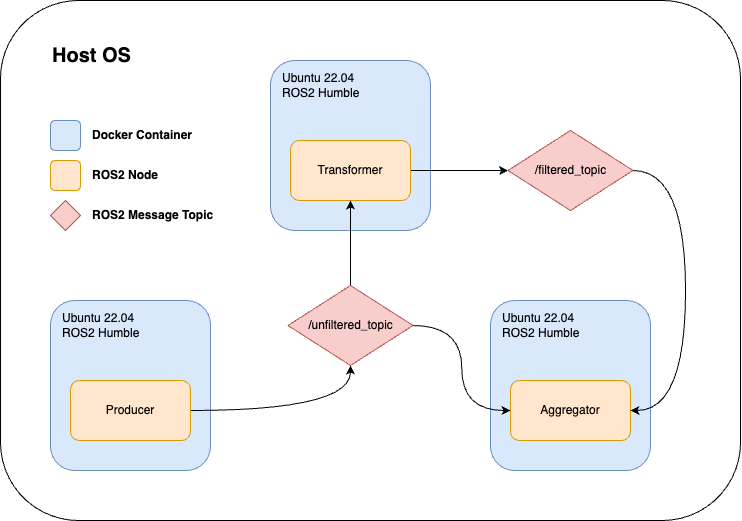 Host OS
Docker Container
ROS2 Node
ROS2 Message Topic
Ubuntu 22.04
ROS2 Humble
Transformer
/filtered_topic
Ubuntu 22.04
ROS2 Humble
Producer
/unfiltered_topic
Ubuntu 22.04
ROS2 Humble
Aggregator